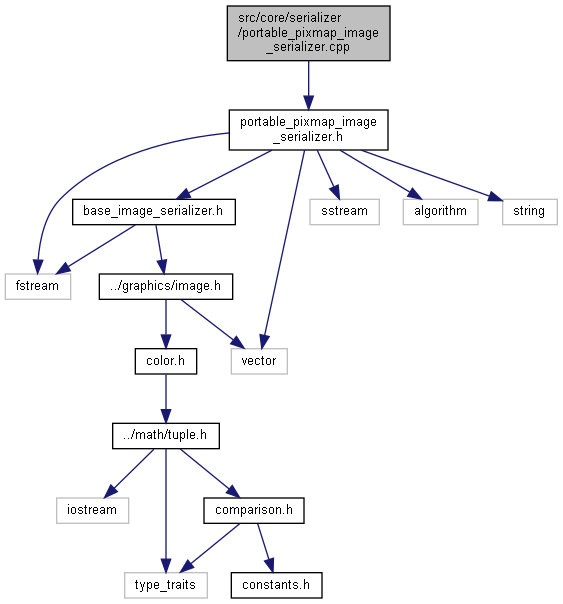 src/core/serializer
/portable_pixmap_image
_serializer.cpp
portable_pixmap_image
_serializer.h
base_image_serializer.h
sstream
algorithm
string
fstream
../graphics/image.h
color.h
vector
../math/tuple.h
iostream
comparison.h
type_traits
constants.h